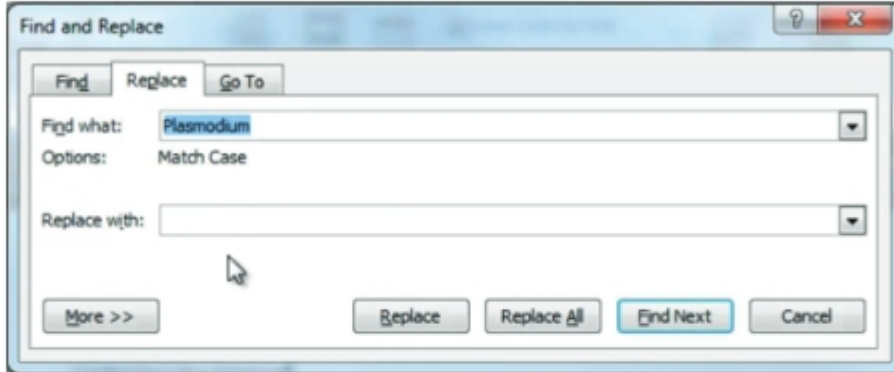 Find and Replace
Find Replace Go To
Find what: Plasmodium
Options: Match Case
Replace with:
More >> Replace Replace All Find Next Cancel